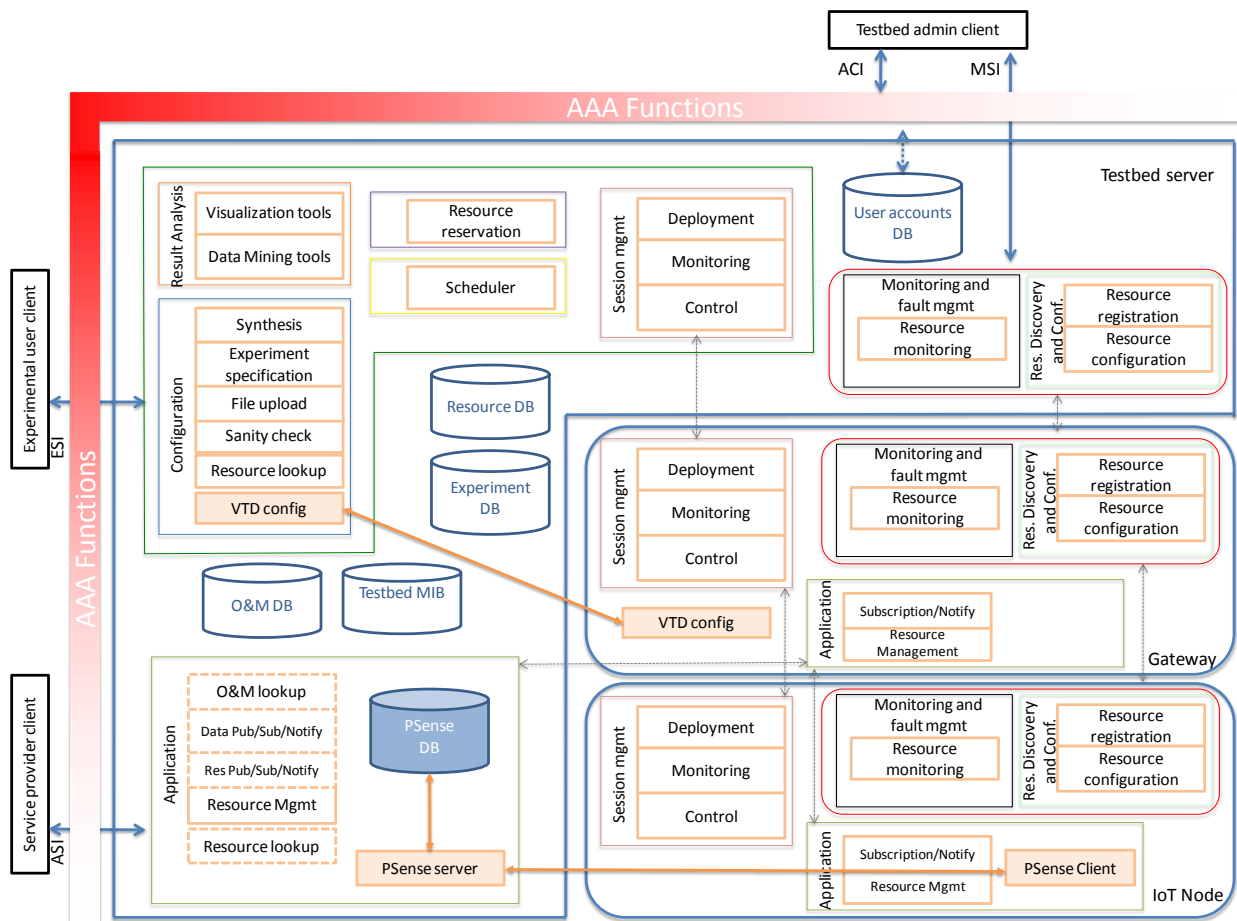 Testbed admin client
ACI
MSI
AAA Functions
Testbed server
Result Analysis
Visualization tools
Data Mining tools
Resource
reservation
Scheduler
Session mgmt
Deployment
Monitoring
Control
User accounts
DB
Monitoring and
fault mgmt
Resource
monitoring
Res. Discovery
and Conf.
Resource
registration
Resource
configuration
Experimental user client
ESI
Configuration
Synthesis
Experiment
specification
File upload
Sanity check
Resource lookup
VTD config
Resource DB
Experiment
DB
AAA Functions
O&M DB
Testbed MIB
Session mgmt
Deployment
Monitoring
Control
VTD config
Monitoring and
fault mgmt
Resource
monitoring
Res. Discovery
and Conf.
Resource
registration
Resource
configuration
Application
Subscription/Notify
Resource
Management
Gateway
Service provider client
ASI
Application
O&M lookup
Data Pub/Sub/Notify
Res Pub/Sub/Notify
Resource Mgmt
Resource lookup
PSense
DB
PSense server
Session mgmt
Deployment
Monitoring
Control
Monitoring and
fault mgmt
Resource
monitoring
Res. Discovery
and Conf.
Resource
registration
Resource
configuration
Application
Subscription/Notify
Resource Mgmt
PSense Client
IoT Node